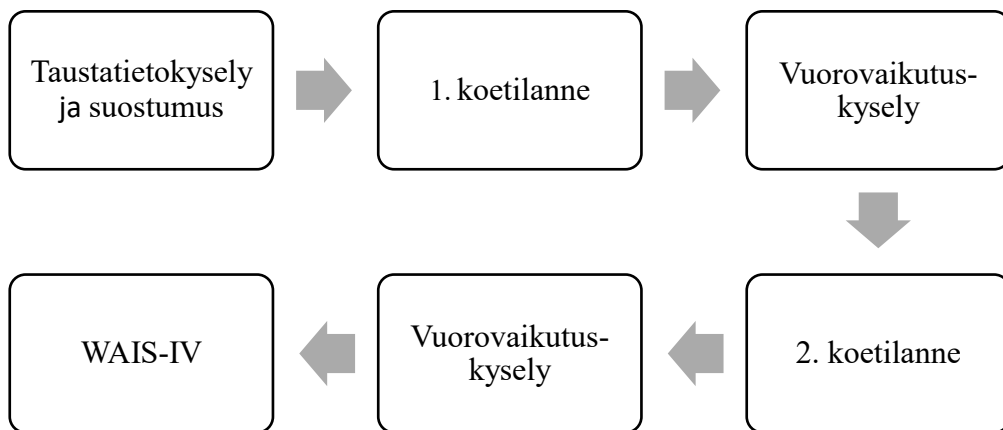 Taustatietokysely
ja suostumus
1. koetilanne
Vuorovaikutus-
kysely
2. koetilanne
Vuorovaikutus-
kysely
WAIS-IV